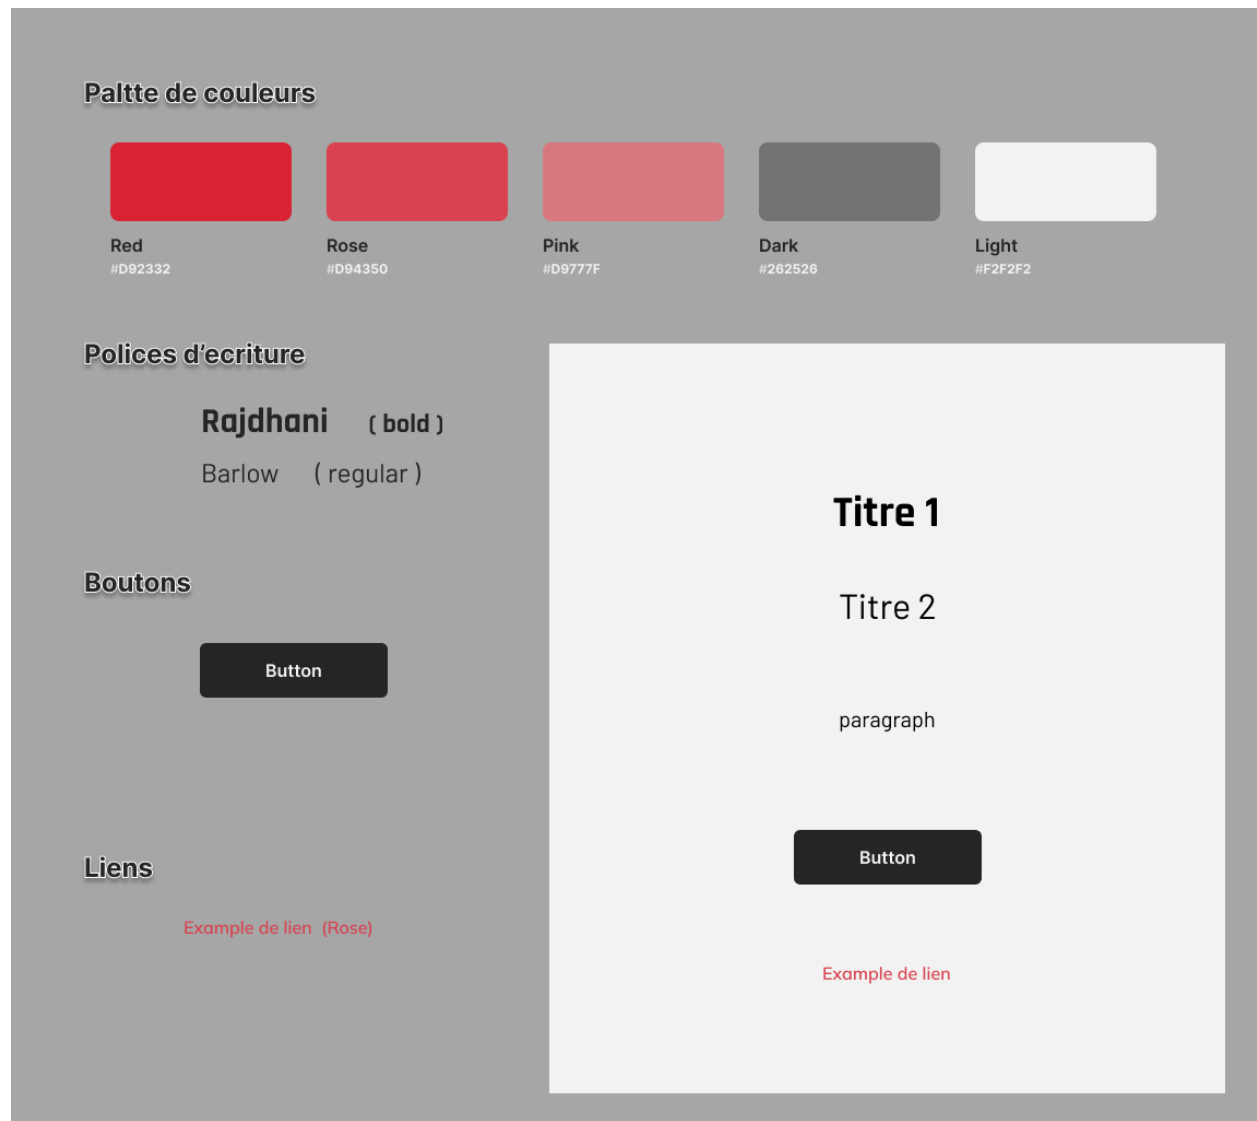 Paltte de couleurs
Red
#D92332
Rose
#D94350
Pink
#D9777F
Dark
#262526
Light
#F2F2F2
Polices d’ecriture
Rajdhani ( bold )
Barlow ( regular )
Boutons
Button
Liens
Example de lien (Rose)
Titre 1
Titre 2
paragraph
Button
Example de lien